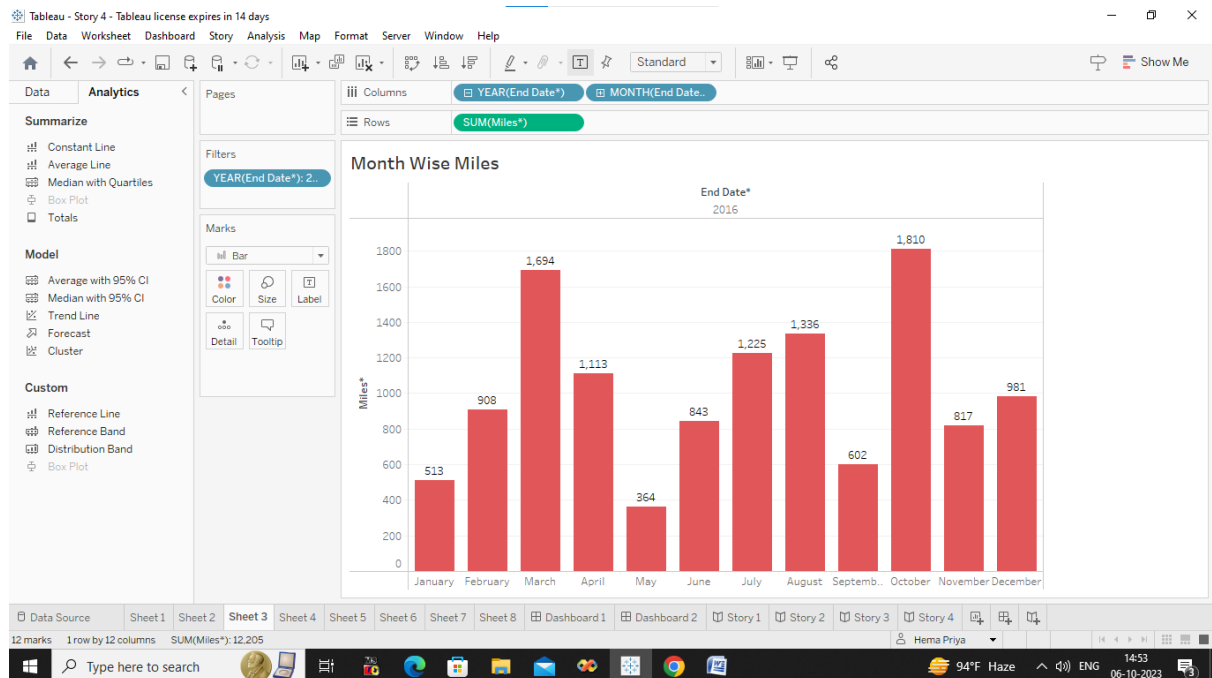 Tableau - Story 4 - Tableau license expires in 14 days
File Data Worksheet Dashboard Story Analysis Map Format Server Window Help
Standard
Show Me
Data Analytics
Summarize
Constant Line
Average Line
Median with Quartiles
Box Plot
Totals
Model
Average with 95% CI
Median with 95% CI
Trend Line
Forecast
Cluster
Custom
Reference Line
Reference Band
Distribution Band
Box Plot
Pages
Filters
YEAR(End Date*): 2..
Marks
Bar
Color Size Label
Detail Tooltip
Columns YEAR(End Date*) MONTH(End Date..
Rows SUM(Miles*)
Month Wise Miles
End Date*
2016
Miles*
1800
1600
1400
1200
1000
800
600
400
200
0
513
908
1,694
1,113
364
843
1,225
1,336
602
1,810
817
981
January February March April May June July August Septemb.. October November December
Data Source Sheet 1 Sheet 2 Sheet 3 Sheet 4 Sheet 5 Sheet 6 Sheet 7 Sheet 8 Dashboard 1 Dashboard 2 Story 1 Story 2 Story 3 Story 4
12 marks 1 row by 12 columns SUM(Miles*): 12,205 Hema Priya
Type here to search 94°F Haze ENG 14:53
06-10-2023 3